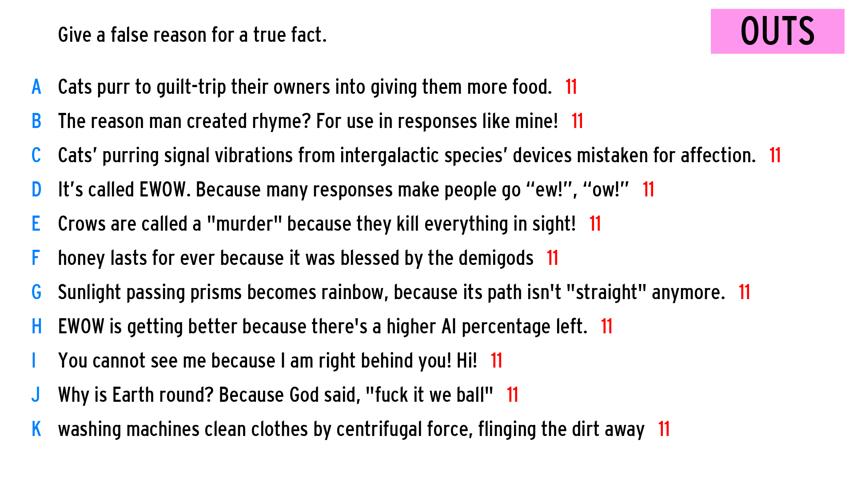 Give a false reason for a true fact.
OUTS
A Cats purr to guilt-trip their owners into giving them more food. 11
B The reason man created rhyme? For use in responses like mine! 11
C Cats’ purring signal vibrations from intergalactic species’ devices mistaken for affection. 11
D It’s called EWOW. Because many responses make people go “ew!”, “ow!” 11
E Crows are called a "murder" because they kill everything in sight! 11
F honey lasts for ever because it was blessed by the demigods 11
G Sunlight passing prisms becomes rainbow, because its path isn't "straight" anymore. 11
H EWOW is getting better because there's a higher AI percentage left. 11
I You cannot see me because I am right behind you! Hi! 11
J Why is Earth round? Because God said, "fuck it we ball" 11
K washing machines clean clothes by centrifugal force, flinging the dirt away 11